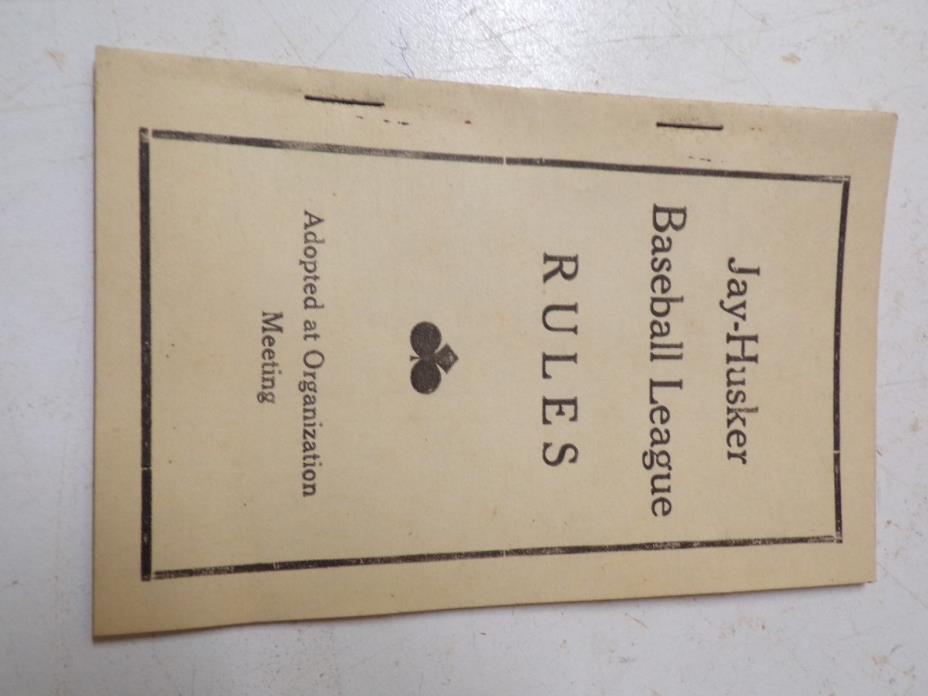 Jay-Husker
Baseball League
RULES
Adopted at Organization
Meeting